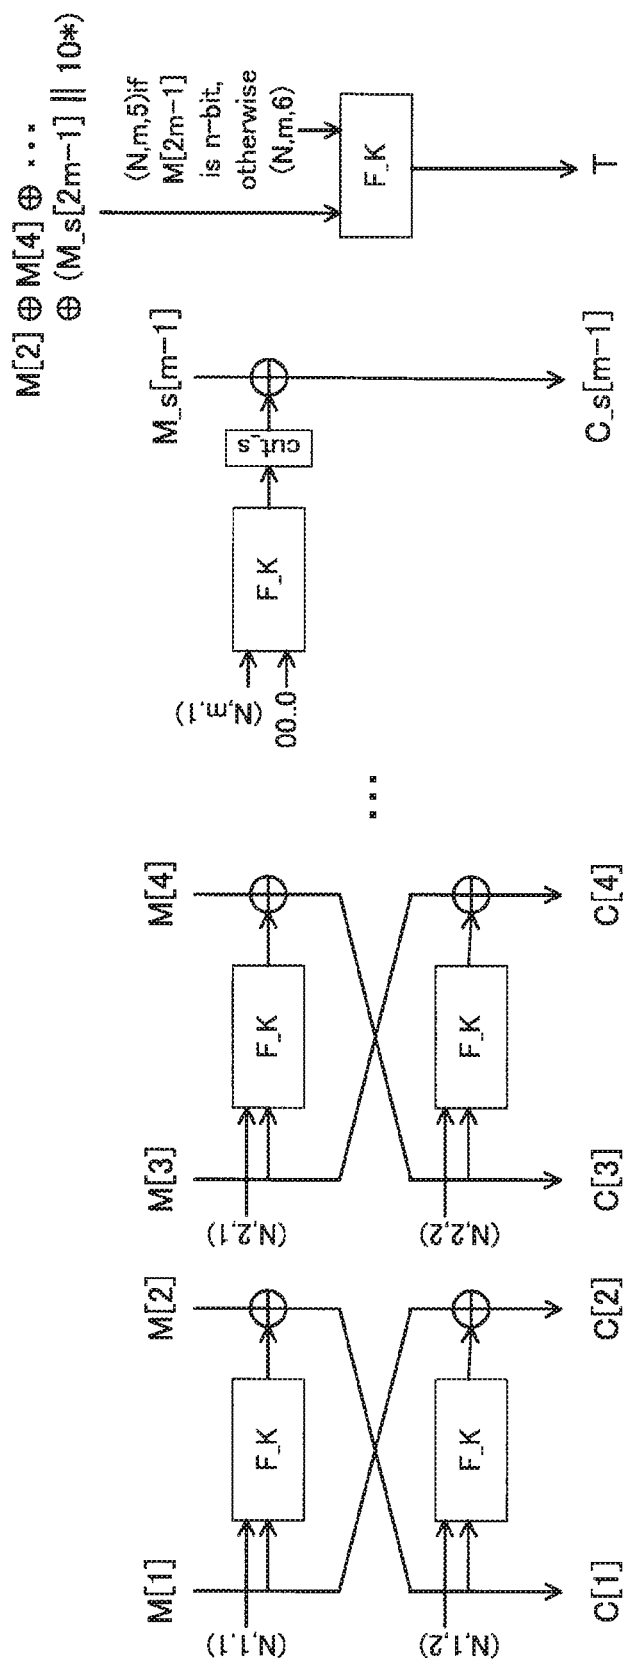 M[1]
M[2]
(N,1,1)
F_K
(N,1,2)
F_K
C[1]
C[2]
M[3]
M[4]
(N,2,1)
F_K
(N,2,2)
F_K
C[3]
C[4]
...
M_s[m-1]
(N,m,1)
00..0
F_K
cut_s
C_s[m-1]
M[2] ⊕ M[4] ⊕ ...
⊕ (M_s[2m-1] || 10*)
(N,m,5)if
M[2m-1]
is n-bit,
otherwise
(N,m,6)
F_K
T